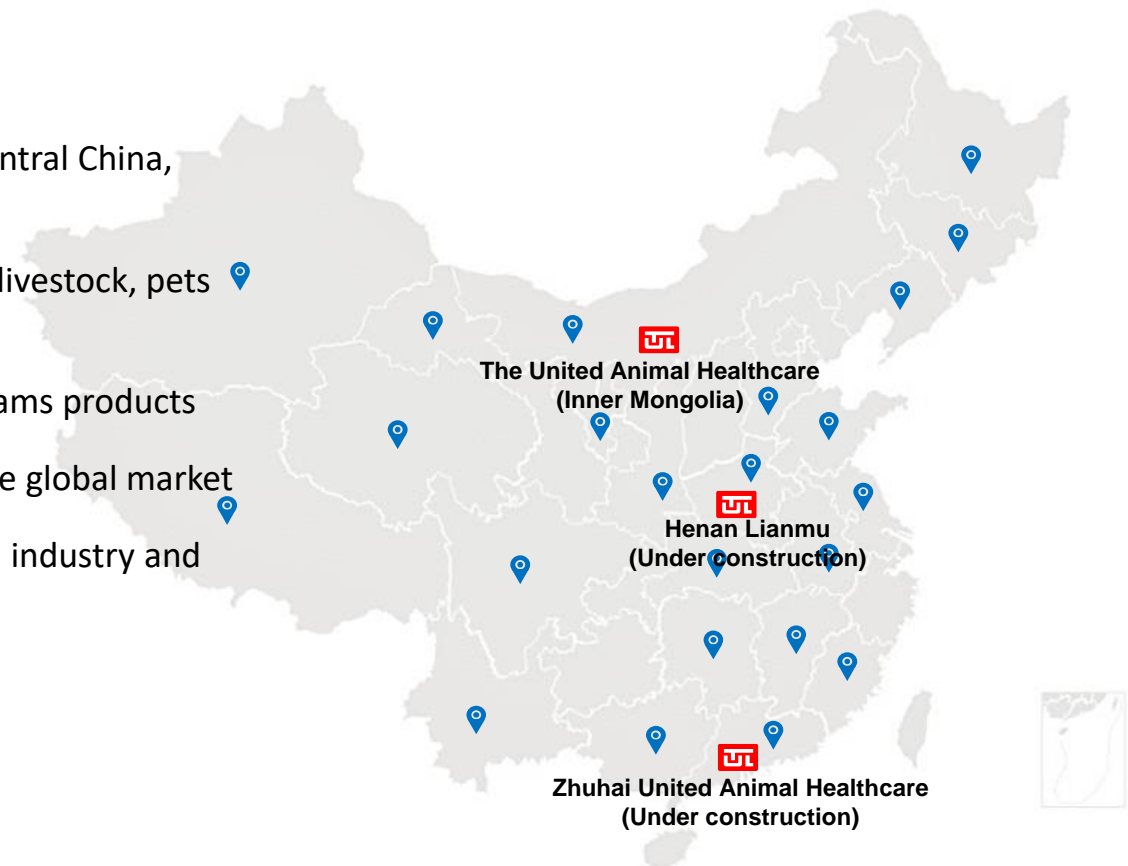 ntral China,
livestock, pets
ams products
e global market
industry and
The United Animal Healthcare
(Inner Mongolia)
Henan Lianmu
(Under construction)
Zhuhai United Animal Healthcare
(Under construction)